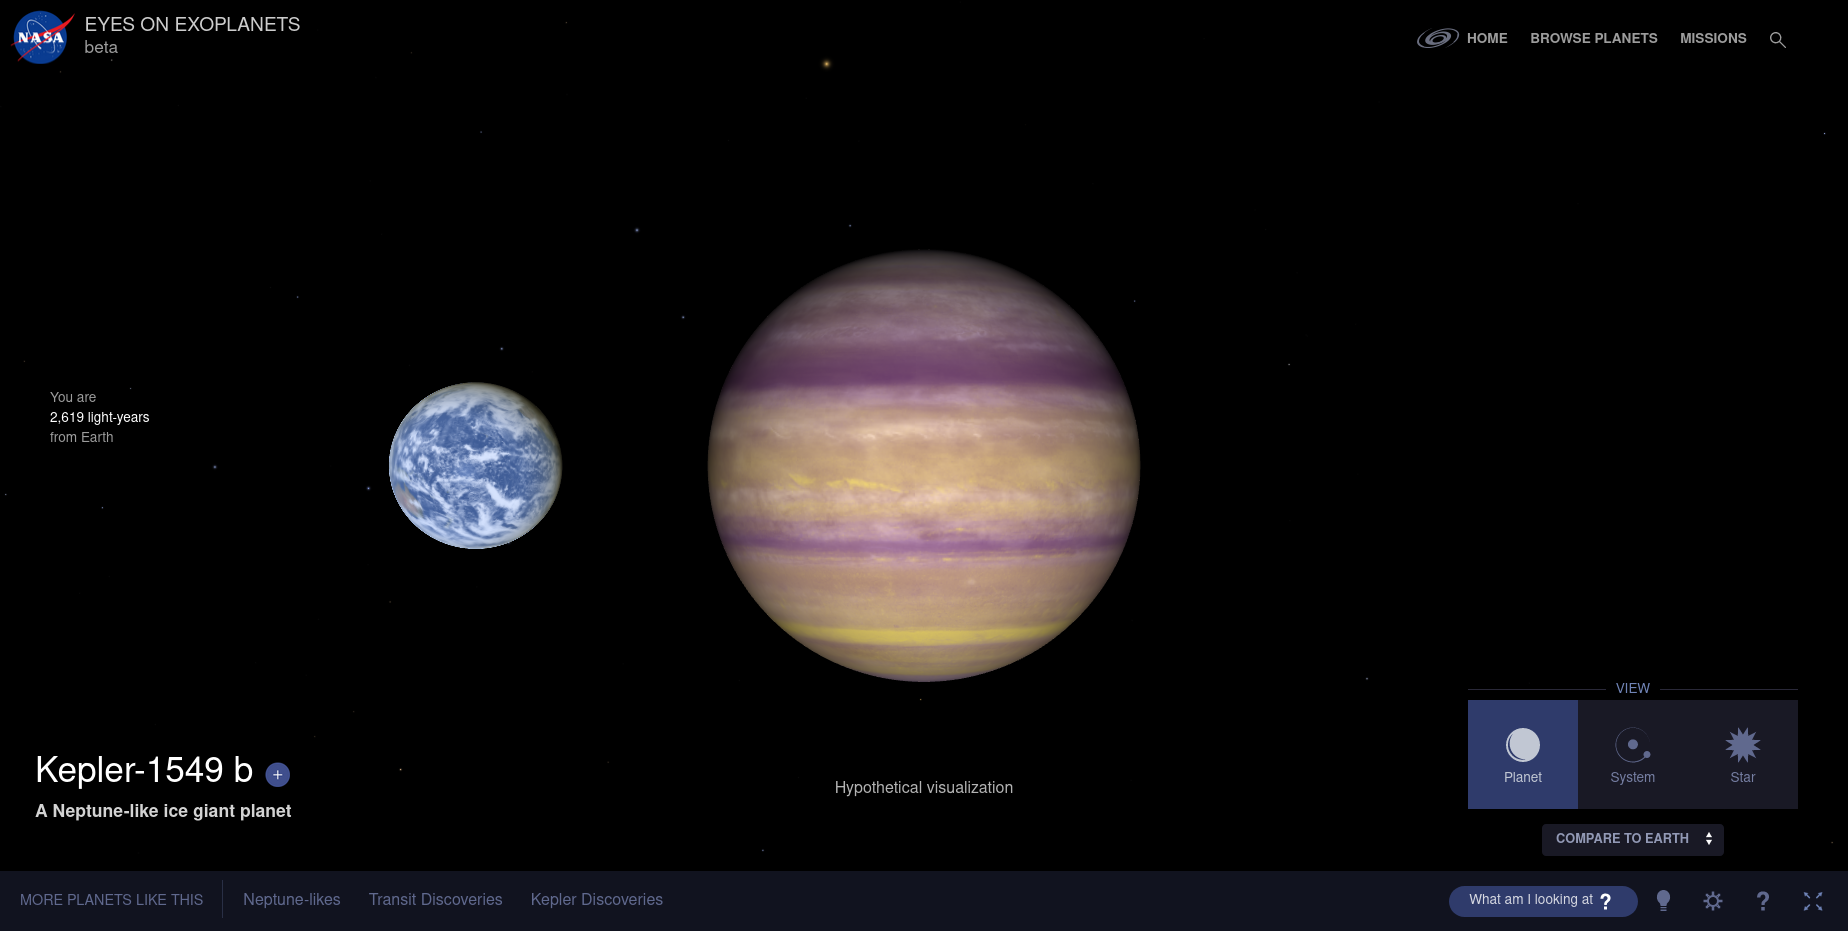 NASA
EYES ON EXOPLANETS
beta
HOME
BROWSE PLANETS
MISSIONS
You are
2,619 light-years
from Earth
Kepler-1549 b +
A Neptune-like ice giant planet
Hypothetical visualization
VIEW
Planet
System
Star
COMPARE TO EARTH
MORE PLANETS LIKE THIS
Neptune-likes
Transit Discoveries
Kepler Discoveries
What am I looking at ?
?